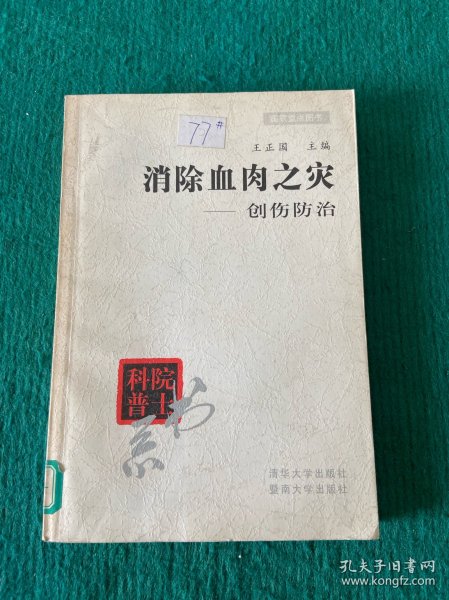 国家重点图书
77#
王正国 主编
消除血肉之灾
—— 创伤防治
院士科普
书系
清华大学出版社
暨南大学出版社
孔夫子旧书网
www.kongfz.com